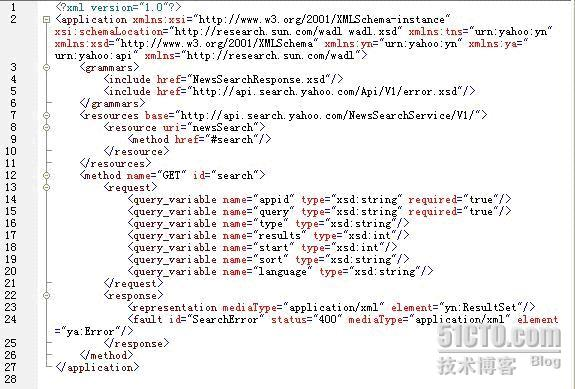 1 <?xml version="1.0"?>
2 <application xmlns:xsi="http://www.w3.org/2001/XMLSchema-instance"
xsi:schemaLocation="http://research.sun.com/wadl wadl.xsd" xmlns:tns="urn:yahoo:yn"
xmlns:xsd="http://www.w3.org/2001/XMLSchema" xmlns:yn="urn:yahoo:yn" xmlns:ya="
urn:yahoo:api" xmlns="http://research.sun.com/wadl">
3 <grammars>
4 <include href="NewsSearchResponse.xsd"/>
5 <include href="http://api.search.yahoo.com/Api/V1/error.xsd"/>
6 </grammars>
7 <resources base="http://api.search.yahoo.com/NewsSearchService/V1/">
8 <resource uri="newsSearch">
9 <method href="#search"/>
10 </resource>
11 </resources>
12 <method name="GET" id="search">
13 <request>
14 <query_variable name="appid" type="xsd:string" required="true"/>
15 <query_variable name="query" type="xsd:string" required="true"/>
16 <query_variable name="type" type="xsd:string"/>
17 <query_variable name="results" type="xsd:int"/>
18 <query_variable name="start" type="xsd:int"/>
19 <query_variable name="sort" type="xsd:string"/>
20 <query_variable name="language" type="xsd:string"/>
21 </request>
22 <response>
23 <representation mediaType="application/xml" element="yn:ResultSet"/>
24 <fault id="SearchError" status="400" mediaType="application/xml" element=
"ya:Error"/>
25 </response>
26 </method>
27 </application>
28
51CTO.com
技术博客 Blog